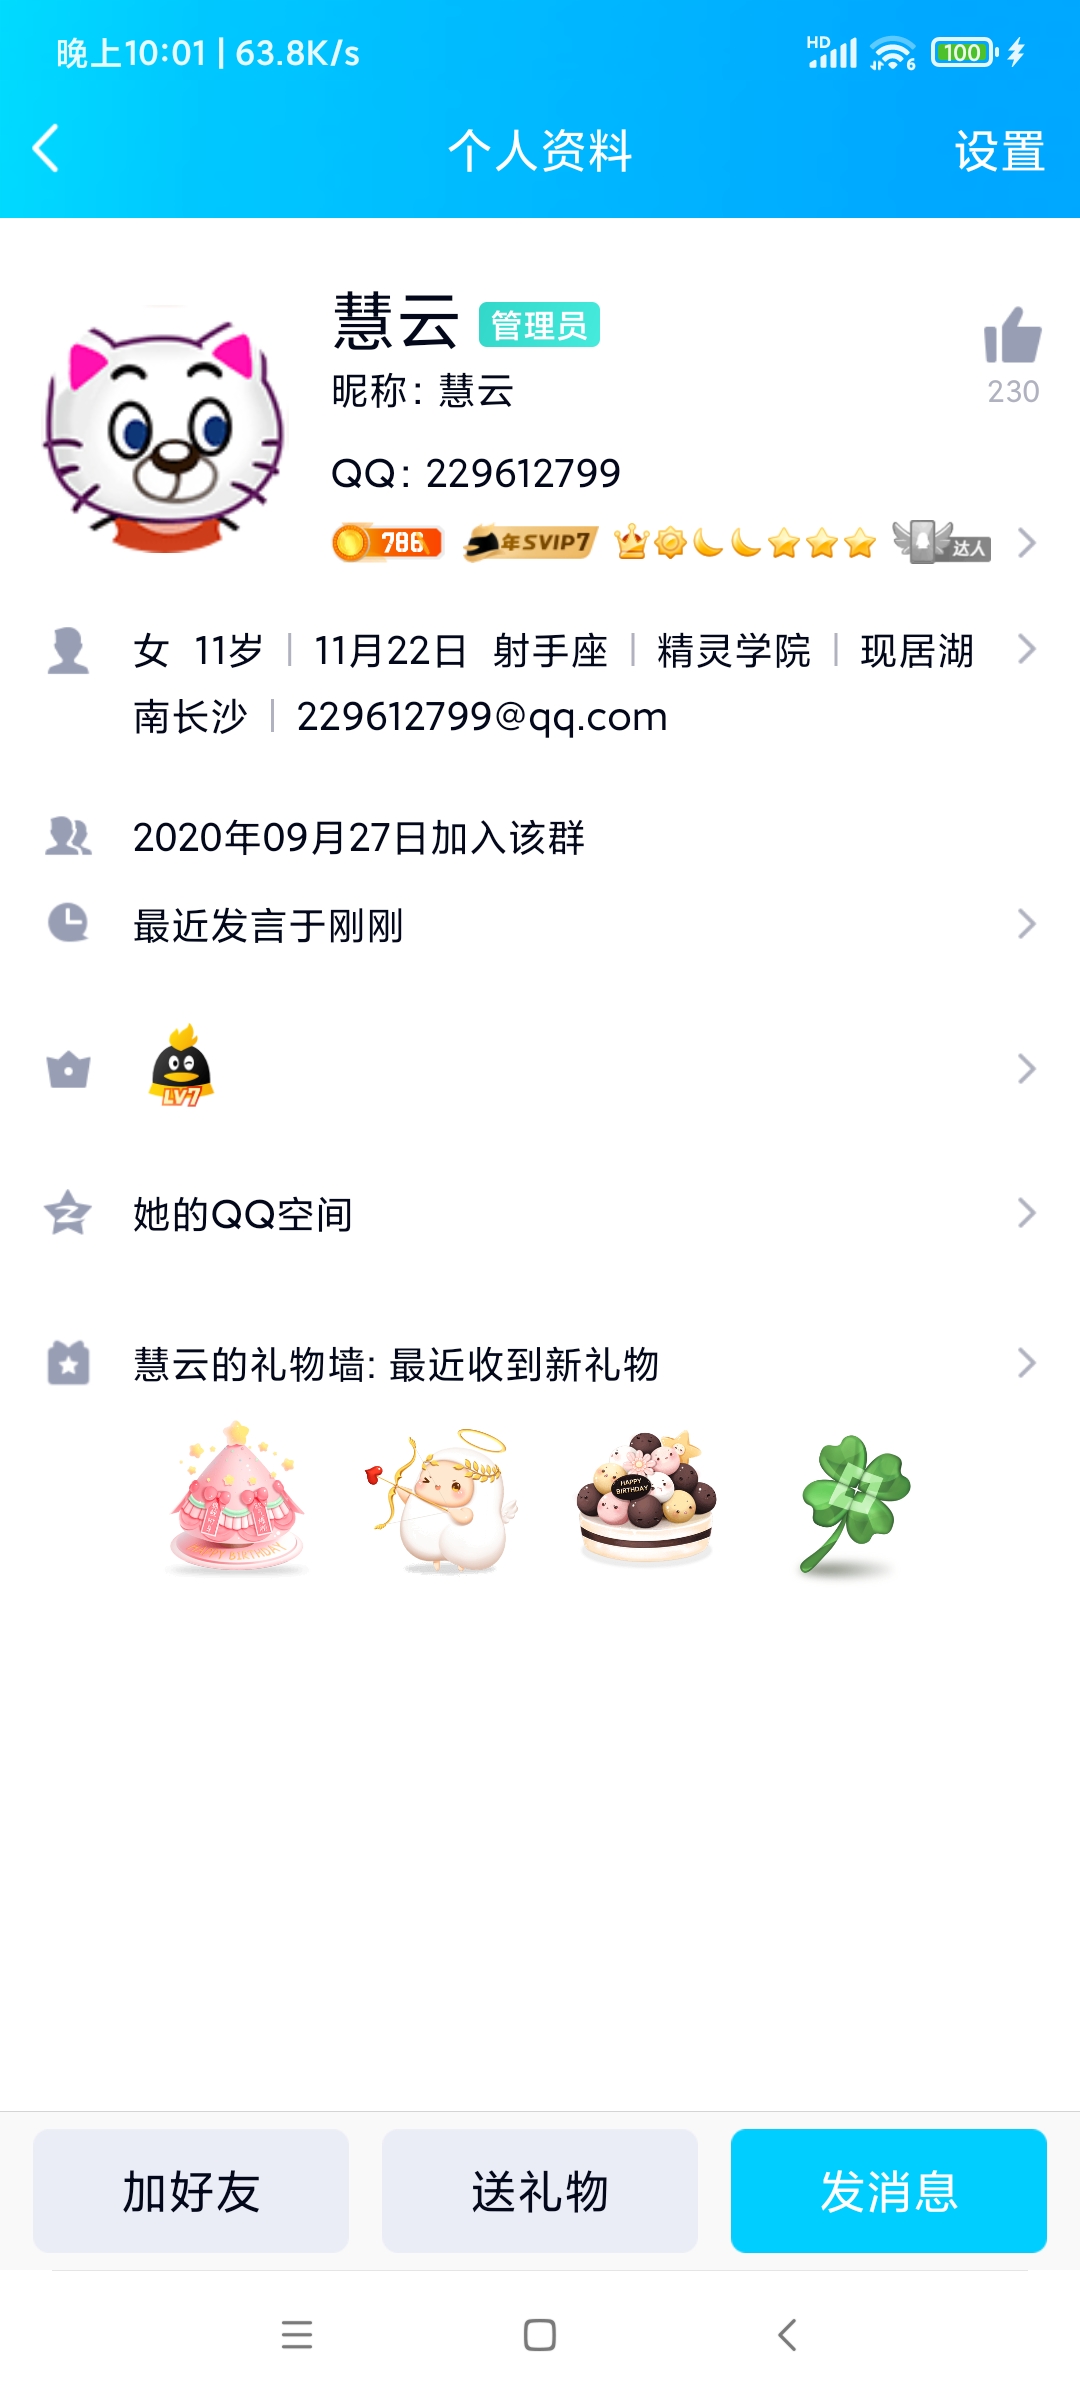 晚上10:01 | 63.8K/s HD 6 100
个人资料 设置
慧云 管理员
昵称: 慧云
230
QQ: 229612799
786 年SVIP7 达人
女 11岁 | 11月22日 射手座 | 精灵学院 | 现居湖
南长沙 | 229612799@qq.com
2020年09月27日加入该群
最近发言于刚刚
LV7
她的QQ空间
慧云的礼物墙: 最近收到新礼物
HAPPY BIRTHDAY
HAPPY
BIRTHDAY
加好友 送礼物 发消息